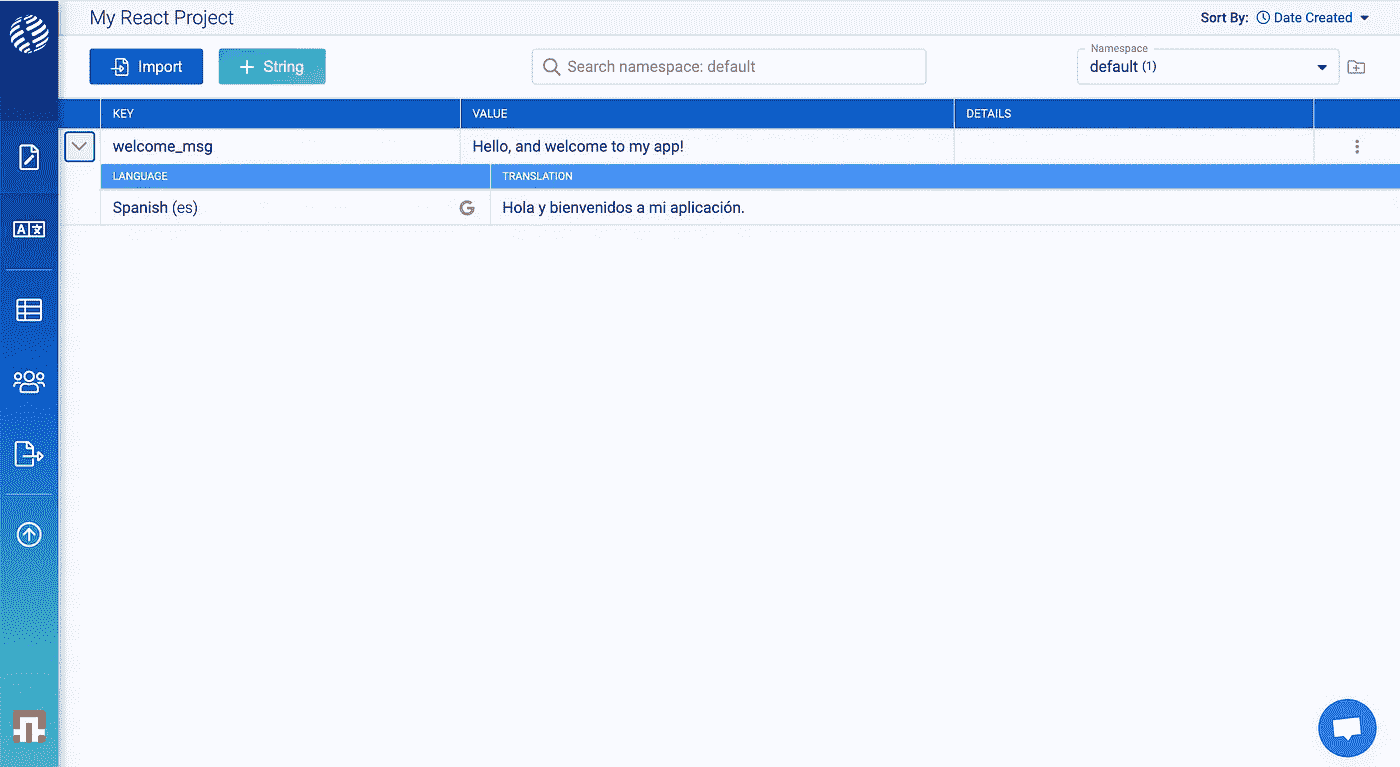 My React Project
Sort By: Date Created
Import
String
Search namespace: default
Namespace
default (1)
KEY VALUE DETAILS
welcome_msg Hello, and welcome to my app!
LANGUAGE TRANSLATION
Spanish (es) G Hola y bienvenidos a mi aplicación.